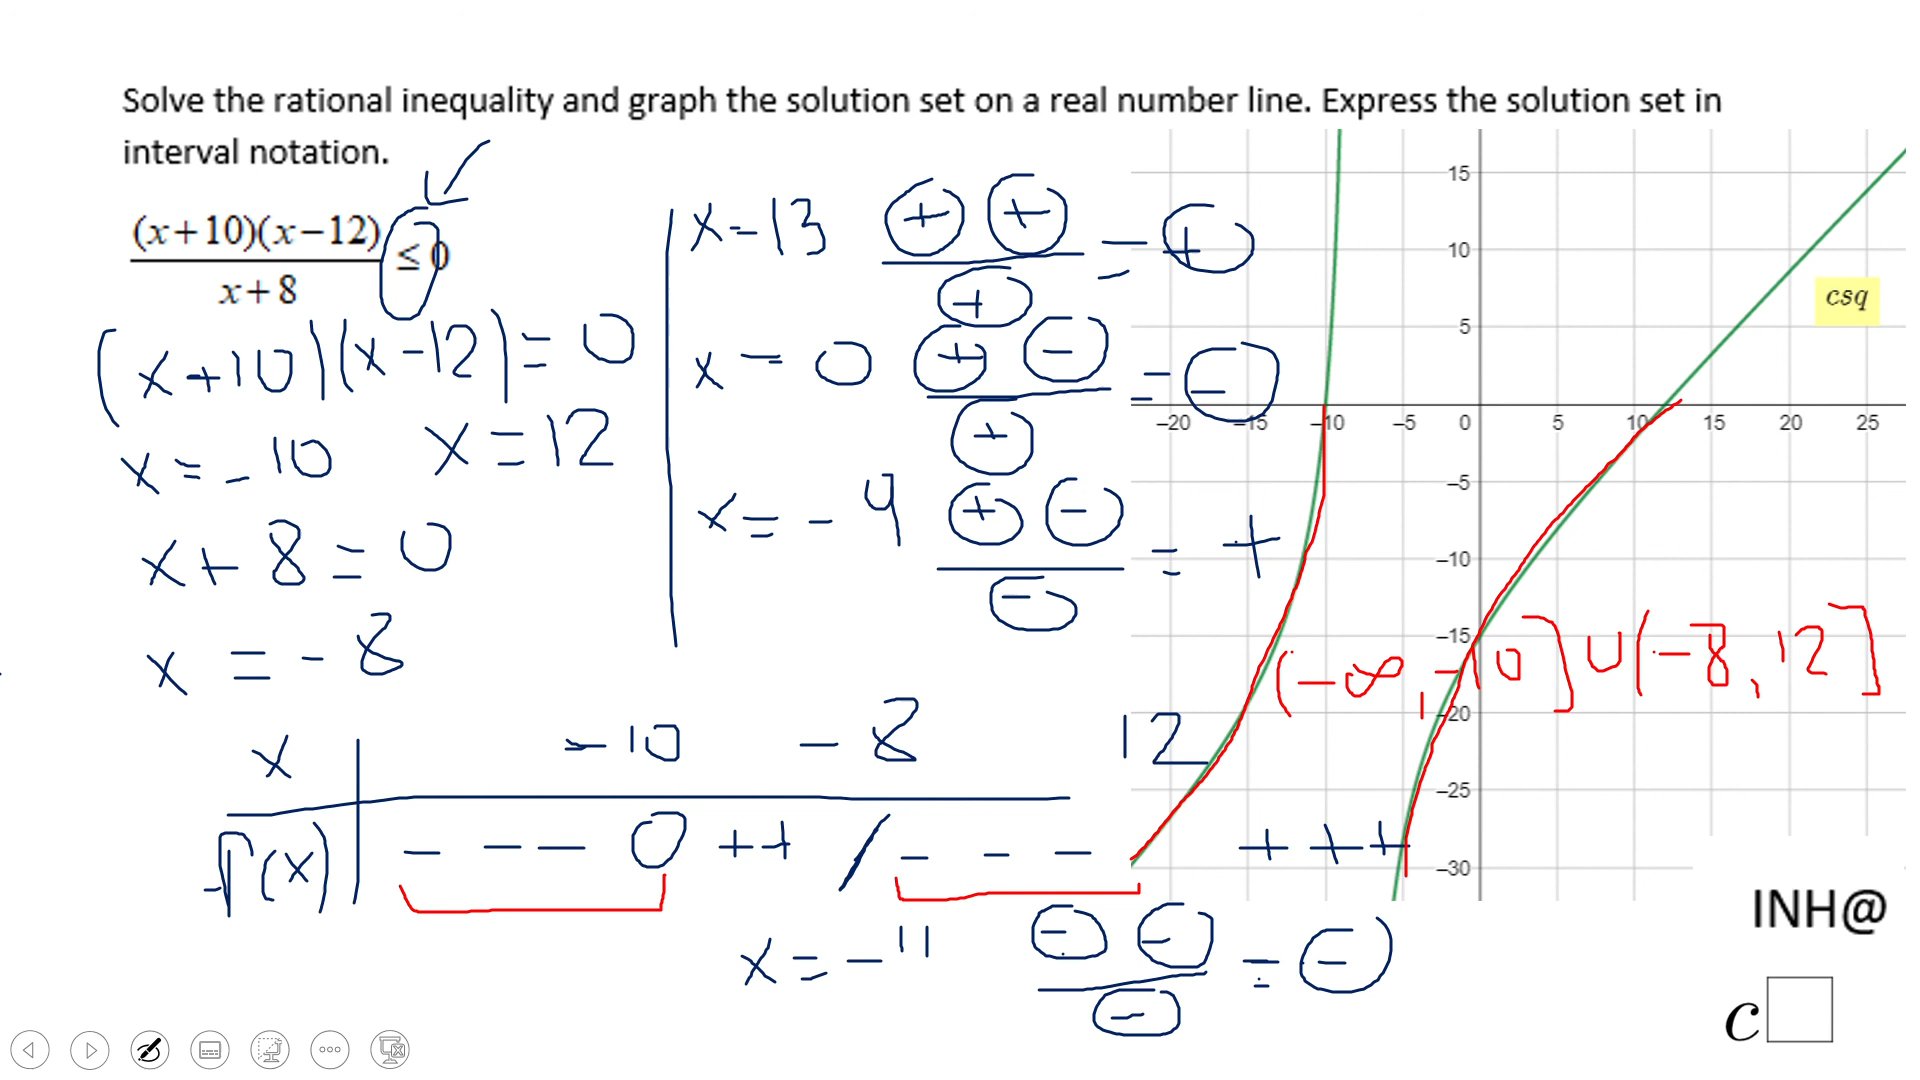 Solve the rational inequality and graph the solution set on a real number line. Express the solution set in
interval notation.
(x+10)(x−12)
x+8
≤ 0
(x+10)(x-12) = 0
x = -10   x = 12
x + 8 = 0
x = -8
x = 13   (+)(+) / (+) = +
x = 0   (+)(-) / (+) = -
x = -9   (+)(-) / (-) = +
x   -10   -8   12
f(x)   - - - 0 + + / - - - + + +
x = -11   (-)(-) / (-) = -
15
10
5
−20 −15 −10 −5 0 5 10 15 20 25
−5
−10
−15
−20
−25
−30
csq
(-∞, -10] ∪ (-8, 12]
INH@
c